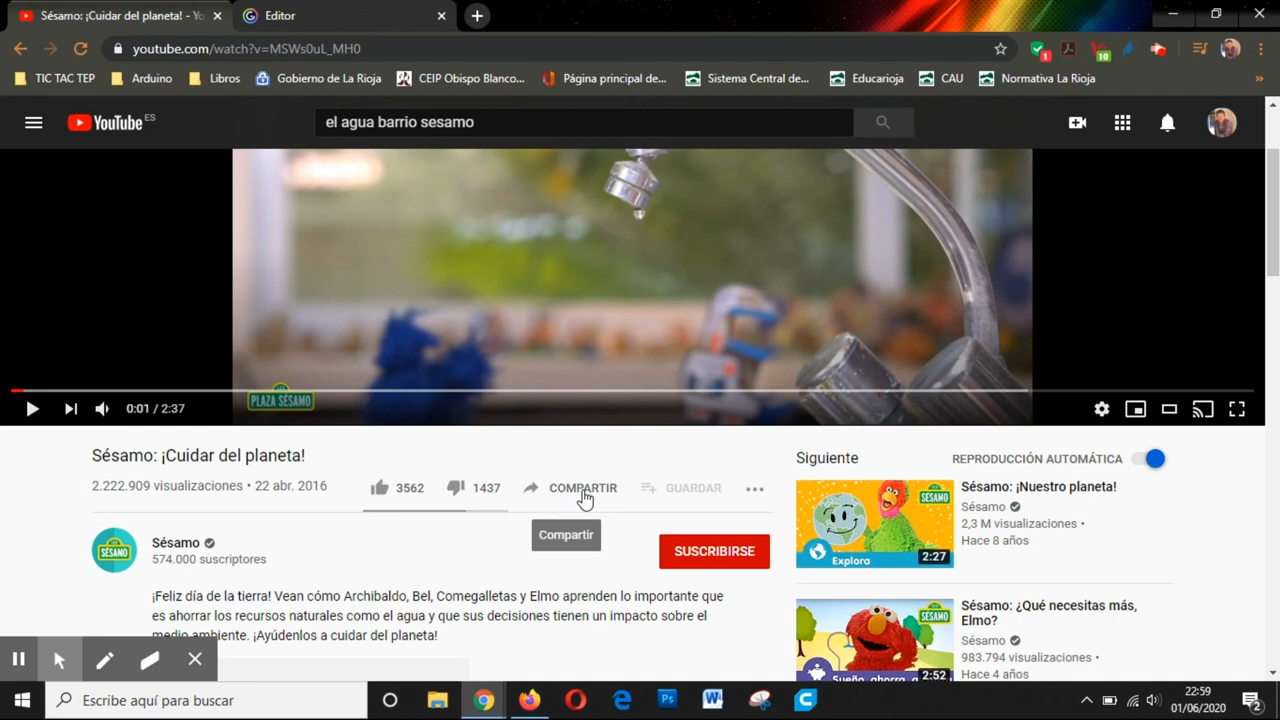 Sésamo: ¡Cuidar del planeta! - Yo
Editor
youtube.com/watch?v=MSWs0uL_MH0
1
10
TIC TAC TEP
Arduino
Libros
Gobierno de La Rioja
CEIP Obispo Blanco...
Página principal de...
Sistema Central de...
Educarioja
CAU
Normativa La Rioja
»
YouTube ES
el agua barrio sesamo
PLAZA SÉSAMO
0:01 / 2:37
Sésamo: ¡Cuidar del planeta!
2.222.909 visualizaciones • 22 abr. 2016
3562
1437
COMPARTIR
GUARDAR
Compartir
SÉSAMO
Sésamo
574.000 suscriptores
SUSCRIBIRSE
¡Feliz día de la tierra! Vean cómo Archibaldo, Bel, Comegalletas y Elmo aprenden lo importante que
es ahorrar los recursos naturales como el agua y que sus decisiones tienen un impacto sobre el
medio ambiente. ¡Ayúdenlos a cuidar del planeta!
Siguiente
REPRODUCCIÓN AUTOMÁTICA
SÉSAMO
Explora
2:27
Sésamo: ¡Nuestro planeta!
Sésamo
2,3 M visualizaciones •
Hace 8 años
SÉSAMO
Sueño, ahorra,
2:52
Sésamo: ¿Qué necesitas más,
Elmo?
Sésamo
983.794 visualizaciones •
Hace 4 años
Escribe aquí para buscar
Ps
W
22:59
01/06/2020
2